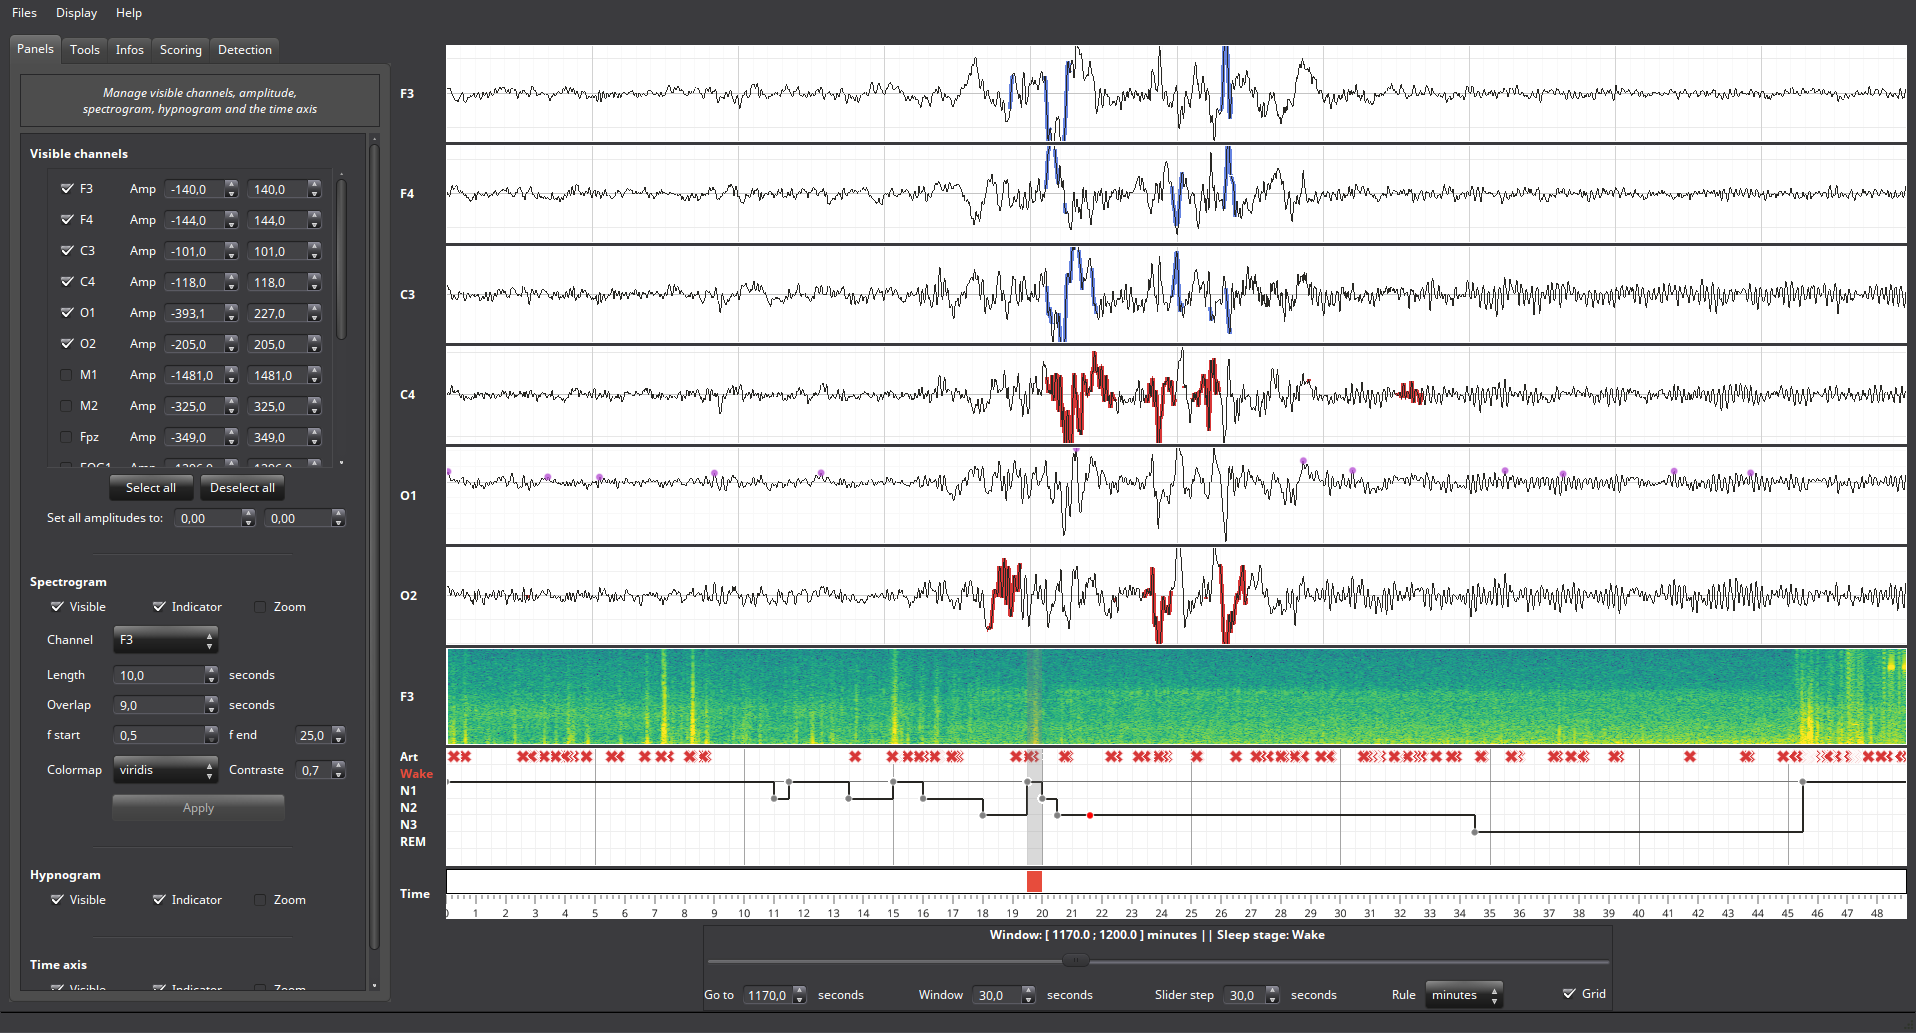 Files Display Help
Panels Tools Infos Scoring Detection
Manage visible channels, amplitude,
spectrogram, hypnogram and the time axis
Visible channels
F3 Amp -140,0 140,0
F4 Amp -144,0 144,0
C3 Amp -101,0 101,0
C4 Amp -118,0 118,0
O1 Amp -393,1 227,0
O2 Amp -205,0 205,0
M1 Amp -1481,0 1481,0
M2 Amp -325,0 325,0
Fpz Amp -349,0 349,0
Select all Deselect all
Set all amplitudes to: 0,00 0,00
Spectrogram
Visible Indicator Zoom
Channel F3
Length 10,0 seconds
Overlap 9,0 seconds
f start 0,5 f end 25,0
Colormap viridis Contraste 0,7
Apply
Hypnogram
Visible Indicator Zoom
Time axis
Visible Indicator Zoom
F3
F4
C3
C4
O1
O2
F3
Art
Wake
N1
N2
N3
REM
Time
0 1 2 3 4 5 6 7 8 9 10 11 12 13 14 15 16 17 18 19 20 21 22 23 24 25 26 27 28 29 30 31 32 33 34 35 36 37 38 39 40 41 42 43 44 45 46 47 48
Window: [ 1170.0 ; 1200.0 ] minutes || Sleep stage: Wake
Go to 1170,0 seconds Window 30,0 seconds Slider step 30,0 seconds Rule minutes Grid